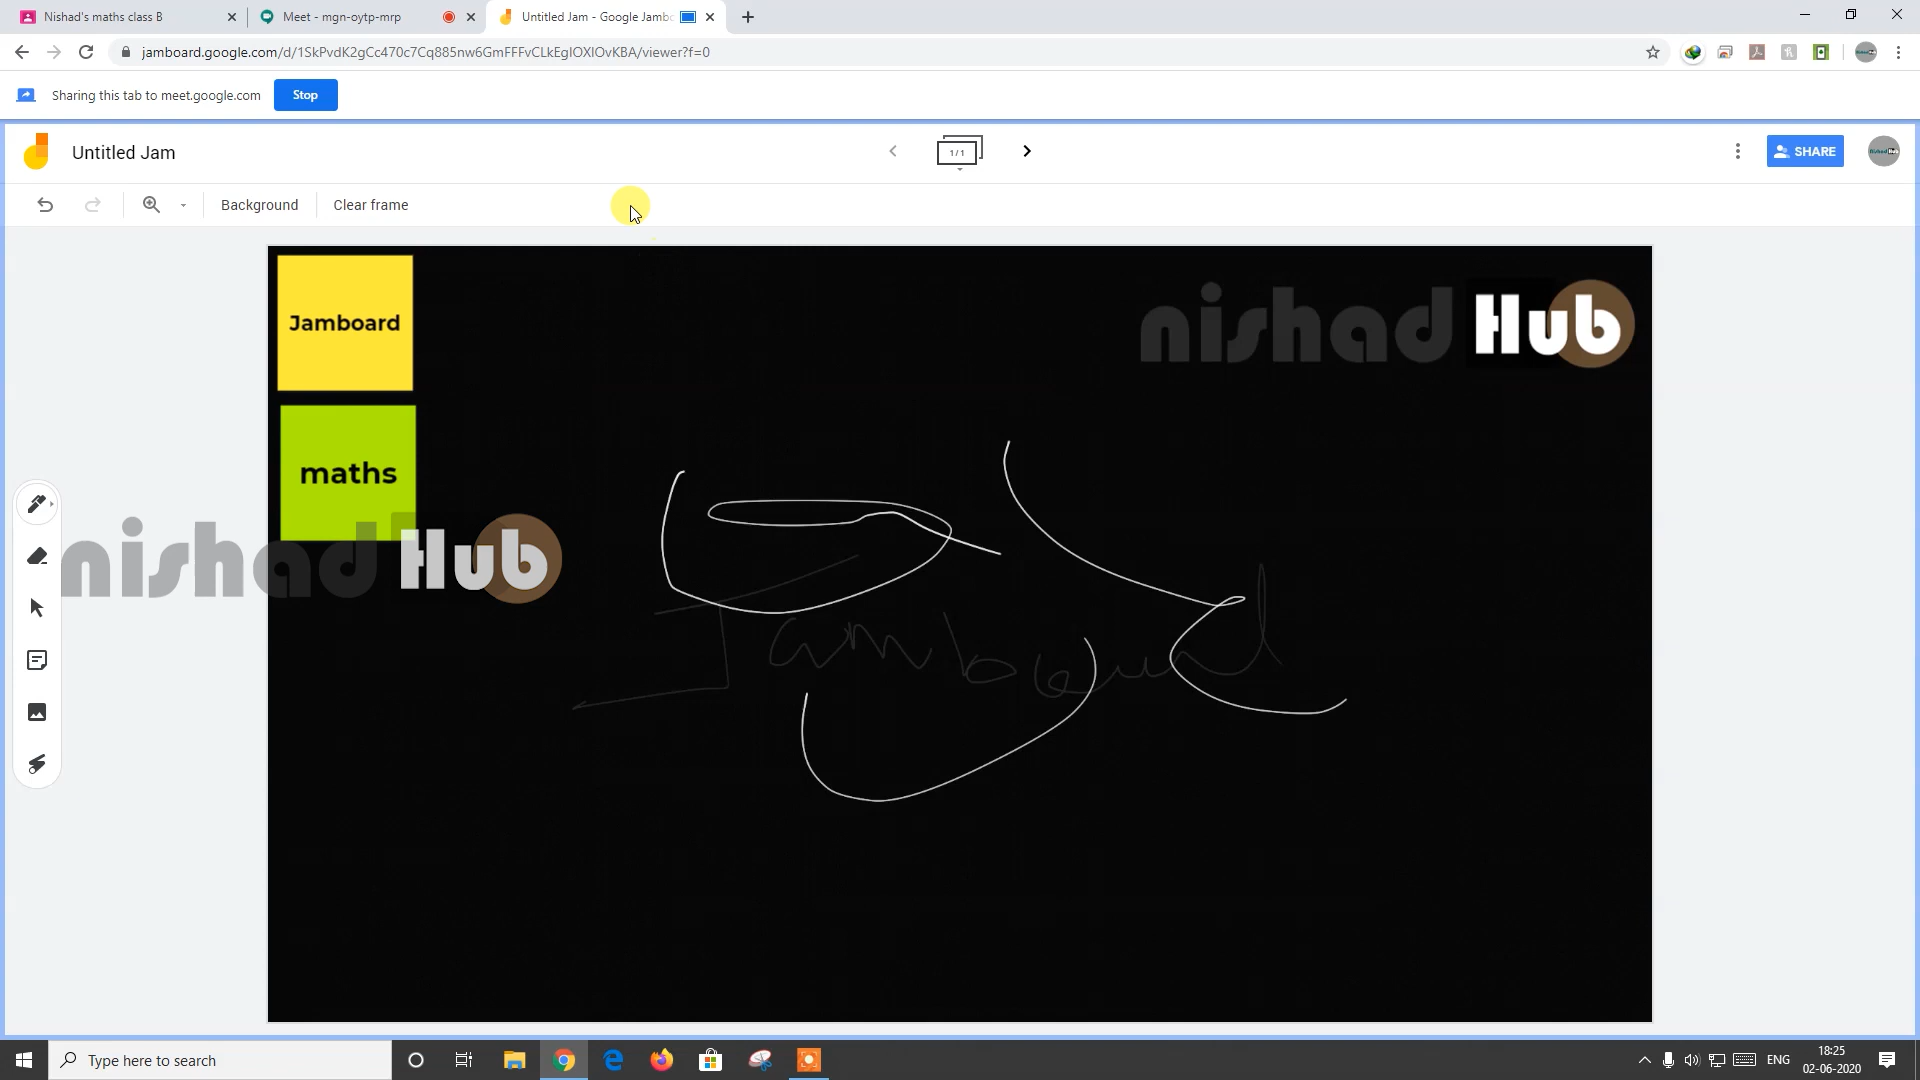 Nishad's maths class B
Meet - mgn-oytp-mrp
Untitled Jam - Google Jambo
jamboard.google.com/d/1SkPvdK2gCc470c7Cq885nw6GmFFFvCLkEgIOXIOvKBA/viewer?f=0
Sharing this tab to meet.google.com Stop
Untitled Jam
1 / 1
SHARE
Background Clear frame
Jamboard
nishad Hub
maths
nishad Hub
Jamboard
Type here to search
ENG
18:25
02-06-2020